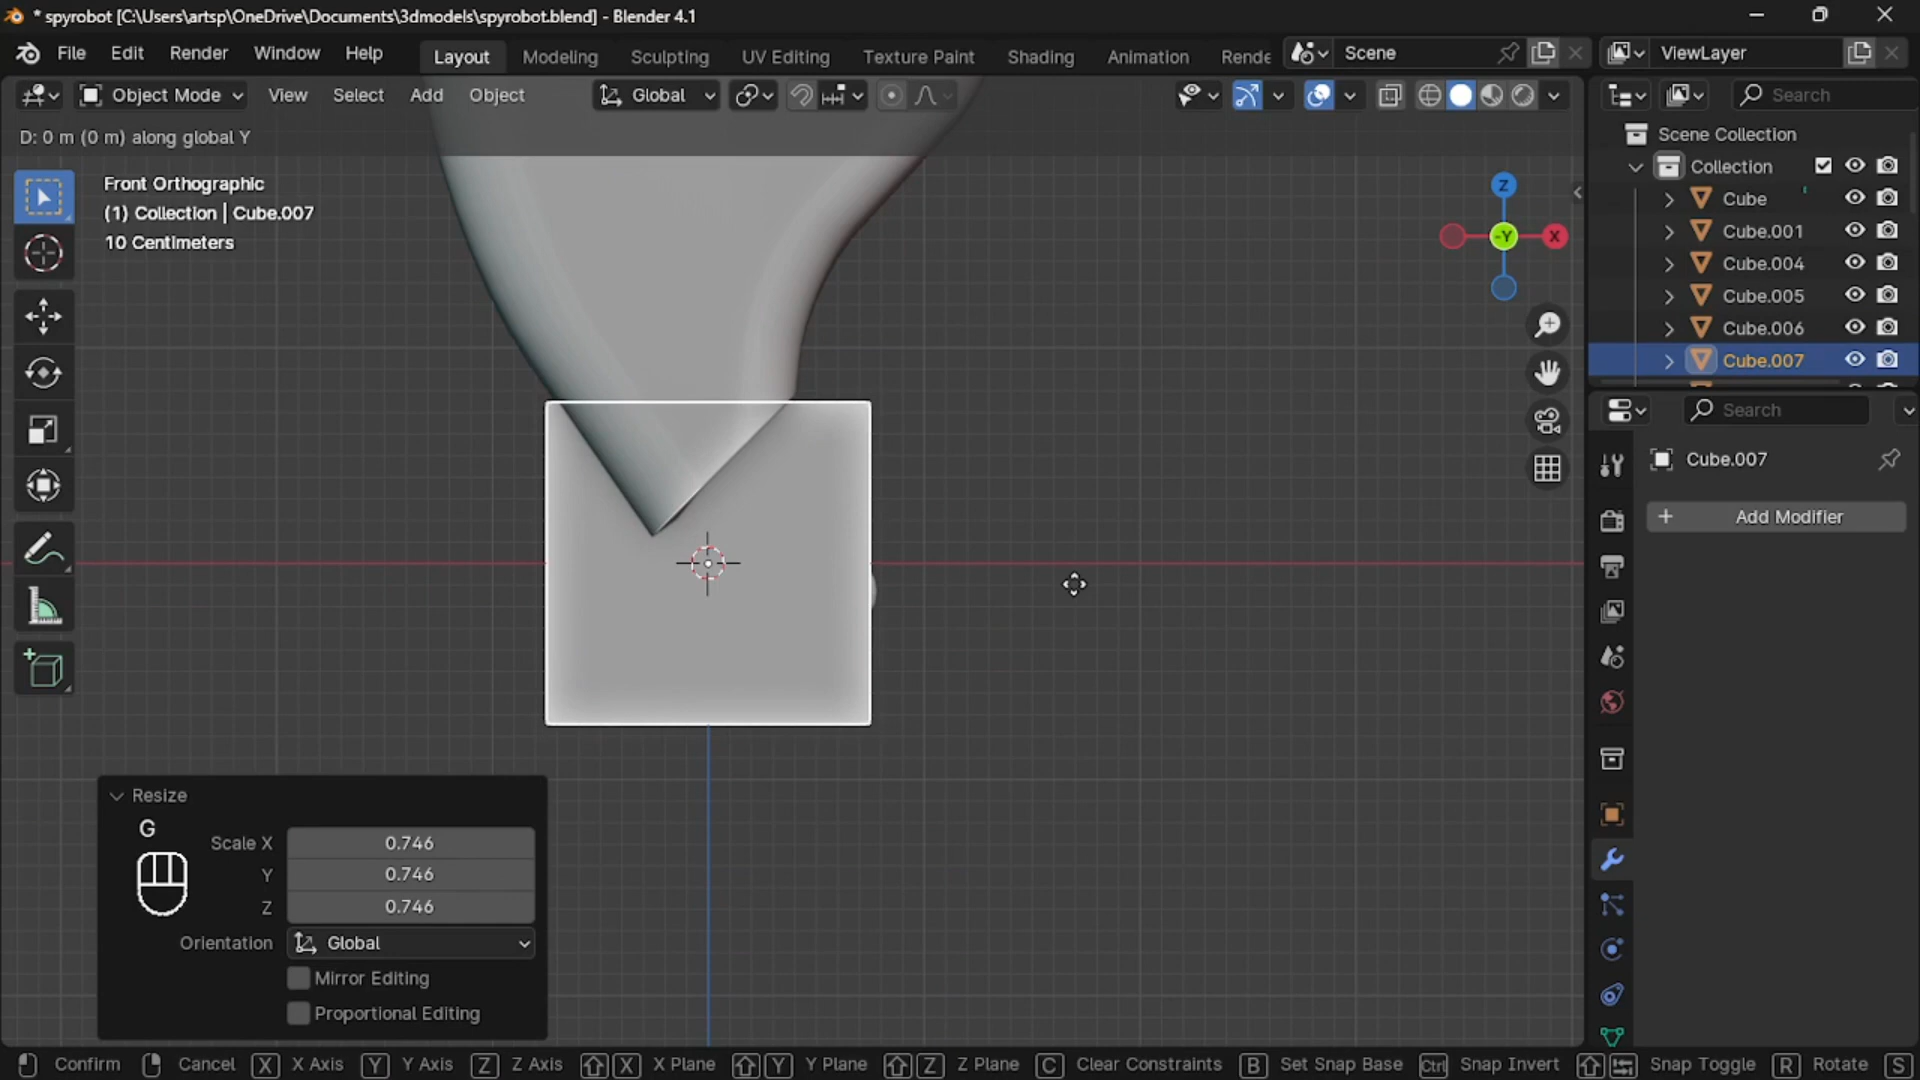 * spyrobot [C:\Users\artsp\OneDrive\Documents\3dmodels\spyrobot.blend] - Blender 4.1
File Edit Render Window Help Layout Modeling Sculpting UV Editing Texture Paint Shading Animation Rende Scene ViewLayer
Object Mode View Select Add Object Global Search
D: 0 m (0 m) along global Y
Front Orthographic
(1) Collection | Cube.007
10 Centimeters
Z
-Y
X
Scene Collection
Collection
Cube
Cube.001
Cube.004
Cube.005
Cube.006
Cube.007
Search
Cube.007
+ Add Modifier
Resize
G
Scale X 0.746
Y 0.746
Z 0.746
Orientation Global
Mirror Editing
Proportional Editing
Confirm Cancel X X Axis Y Y Axis Z Z Axis X X Plane Y Y Plane Z Z Plane C Clear Constraints B Set Snap Base Ctrl Snap Invert Snap Toggle R Rotate S